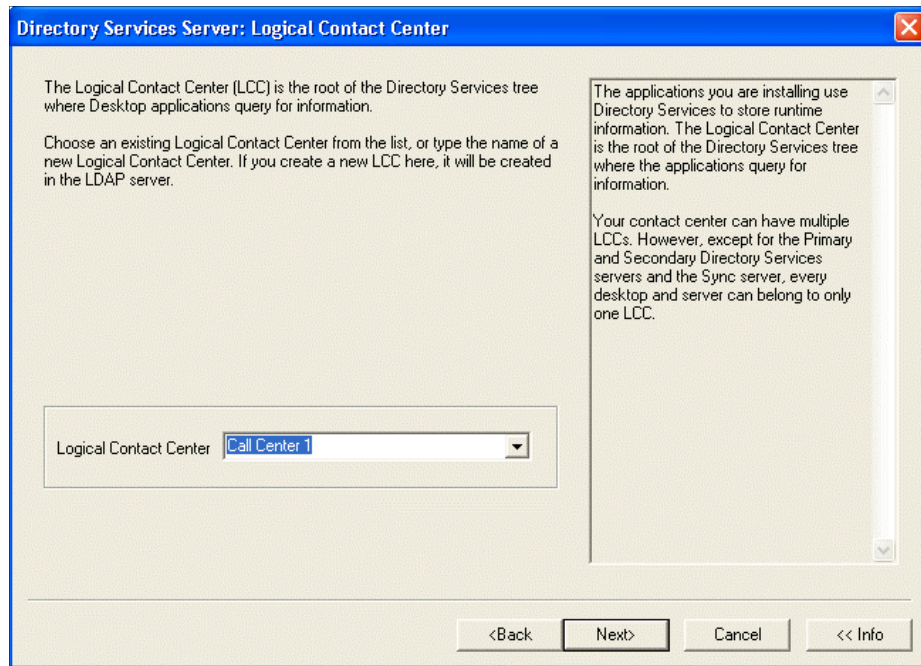 Directory Services Server: Logical Contact Center
The Logical Contact Center (LCC) is the root of the Directory Services tree
where Desktop applications query for information.
Choose an existing Logical Contact Center from the list, or type the name of a
new Logical Contact Center. If you create a new LCC here, it will be created
in the LDAP server.
Logical Contact Center
Call Center 1
The applications you are installing use
Directory Services to store runtime
information. The Logical Contact Center
is the root of the Directory Services tree
where the applications query for
information.
Your contact center can have multiple
LCCs. However, except for the Primary
and Secondary Directory Services
servers and the Sync server, every
desktop and server can belong to only
one LCC.
<Back
Next>
Cancel
<< Info